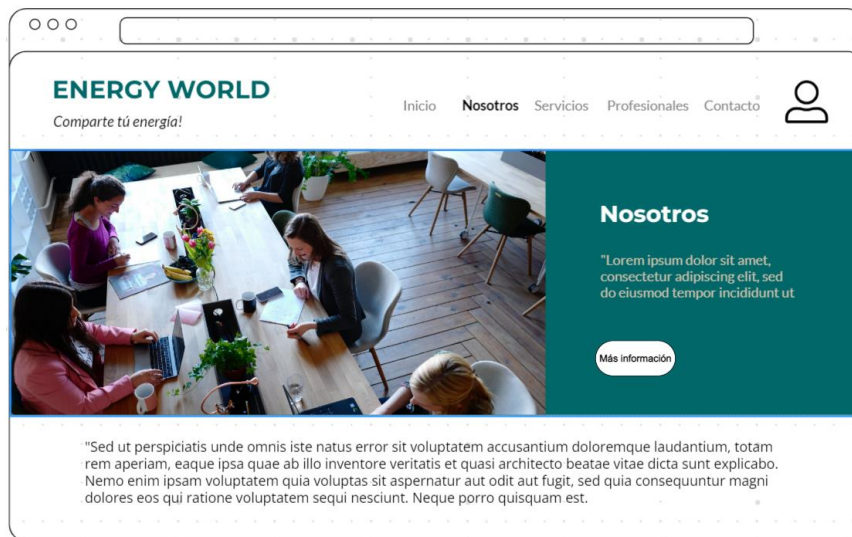 ENERGY WORLD
Comparte tú energía!
Inicio Nosotros Servicios Profesionales Contacto
Nosotros
"Lorem ipsum dolor sit amet,
consectetur adipiscing elit, sed
do eiusmod tempor incididunt ut
Más información
"Sed ut perspiciatis unde omnis iste natus error sit voluptatem accusantium doloremque laudantium, totam
rem aperiam, eaque ipsa quae ab illo inventore veritatis et quasi architecto beatae vitae dicta sunt explicabo.
Nemo enim ipsam voluptatem quia voluptas sit aspernatur aut odit aut fugit, sed quia consequuntur magni
dolores eos qui ratione voluptatem sequi nesciunt. Neque porro quisquam est.